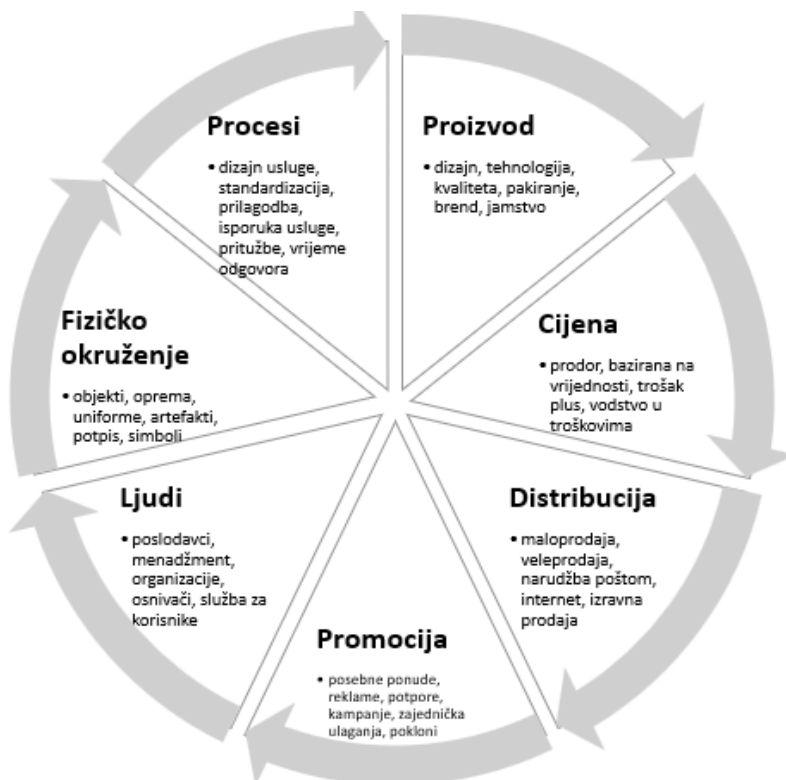 Procesi
• dizajn usluge,
standardizacija,
prilagodba,
isporuka usluge,
pritužbe, vrijeme
odgovora
Proizvod
• dizajn, tehnologija,
kvaliteta, pakiranje,
brend, jamstvo
Cijena
• prodor, bazirana na
vrijednosti, trošak
plus, vodstvo u
troškovima
Distribucija
• maloprodaja,
veleprodaja,
narudžba poštom,
internet, izravna
prodaja
Promocija
• posebne ponude,
reklame, potpore,
kampanje, zajednička
ulaganja, pokloni
Ljudi
• poslodavci,
menadžment,
organizacije,
osnivači, služba za
korisnike
Fizičko
okruženje
• objekti, oprema,
uniforme, artefakti,
potpis, simboli